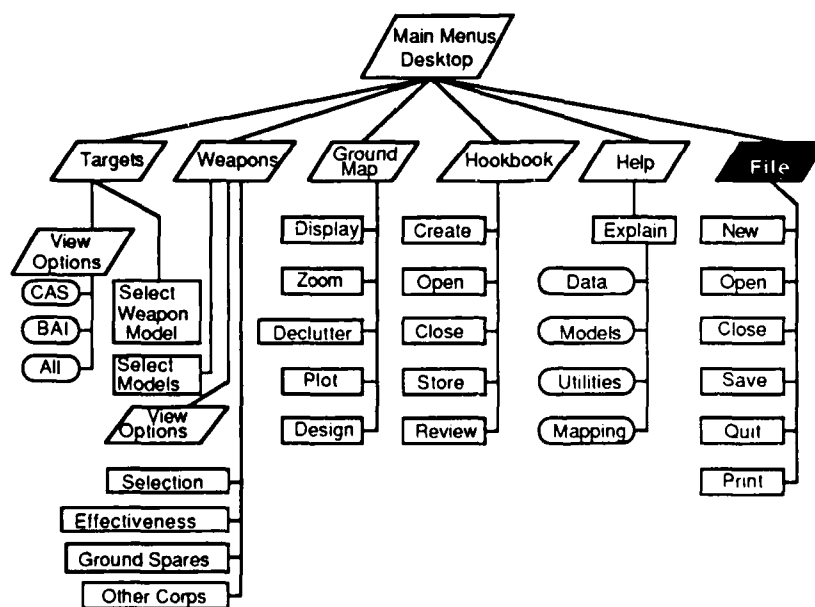 Main Menus
Desktop
Targets
Weapons
Ground
Map
Hookbook
Help
File
View
Options
CAS
BAI
All
Select
Weapon
Model
Select
Models
View
Options
Selection
Effectiveness
Ground Spares
Other Corps
Display
Zoom
Declutter
Plot
Design
Create
Open
Close
Store
Review
Explain
Data
Models
Utilities
Mapping
New
Open
Close
Save
Quit
Print